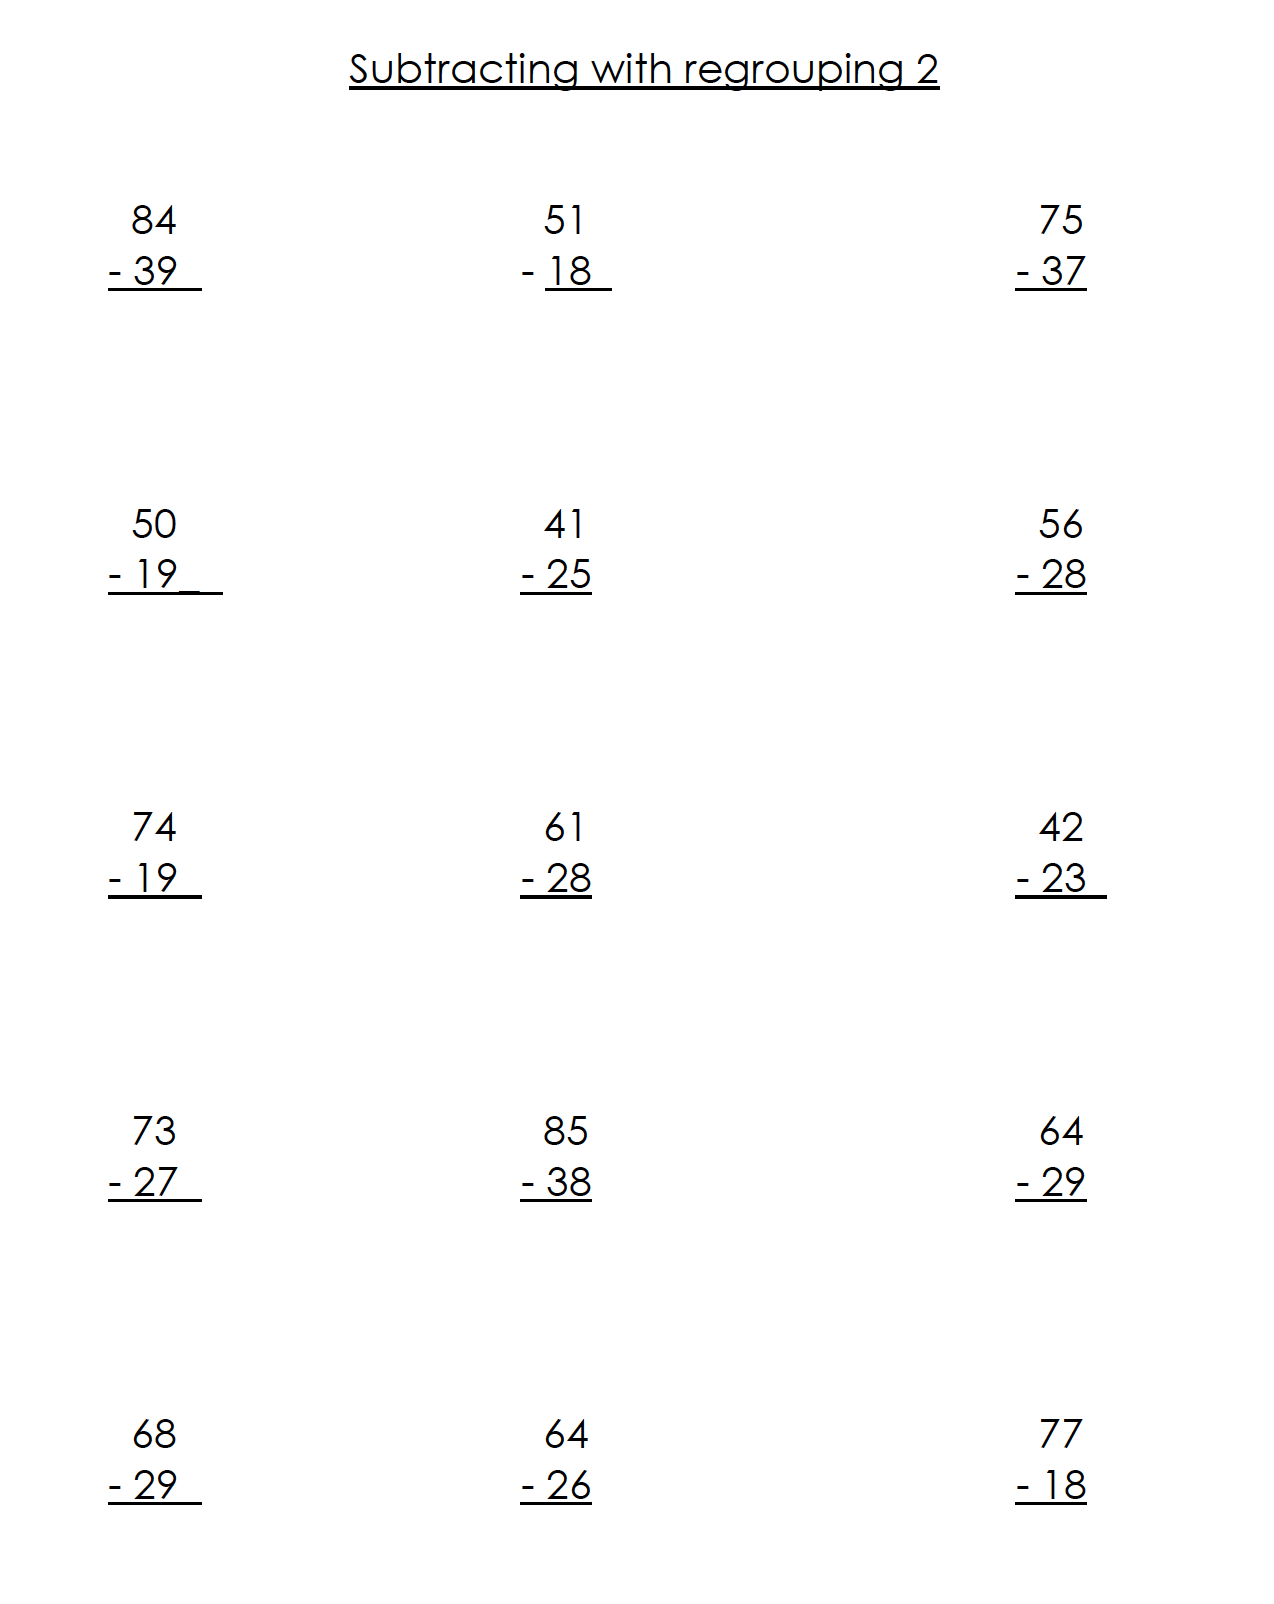 Subtracting with regrouping 2
84 51 75
- 39 - 18 - 37
50 41 56
- 19_ - 25 - 28
74 61 42
- 19 - 28 - 23
73 85 64
- 27 - 38 - 29
68 64 77
- 29 - 26 - 18